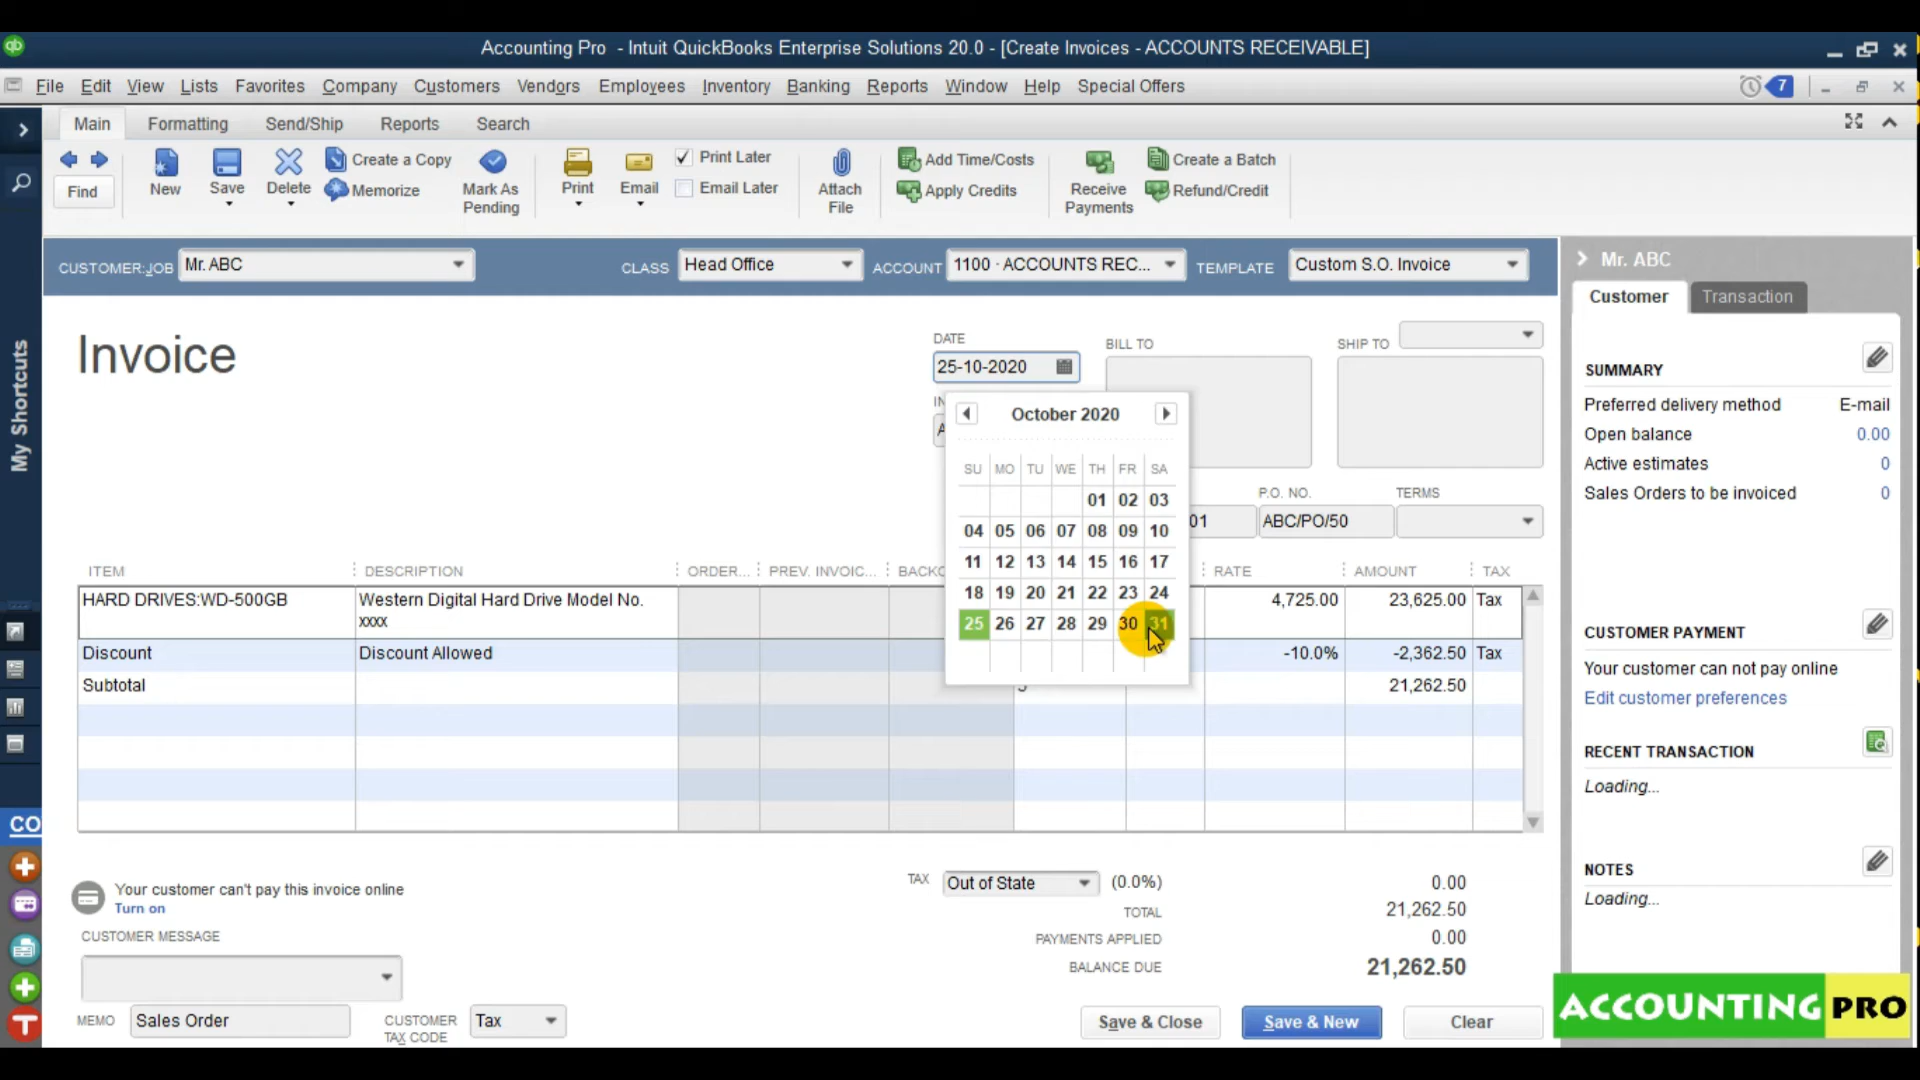 qb
Accounting Pro - Intuit QuickBooks Enterprise Solutions 20.0 - [Create Invoices - ACCOUNTS RECEIVABLE]
File Edit View Lists Favorites Company Customers Vendors Employees Inventory Banking Reports Window Help Special Offers 7
Main Formatting Send/Ship Reports Search
Find New Save Delete Create a Copy Memorize Mark As Pending Print Email Print Later Email Later Attach File Add Time/Costs Apply Credits Receive Payments Create a Batch Refund/Credit
My Shortcuts
CO
CUSTOMER:JOB Mr. ABC CLASS Head Office ACCOUNT 1100 · ACCOUNTS REC... TEMPLATE Custom S.O. Invoice
Invoice
DATE BILL TO SHIP TO
25-10-2020
IN
A
October 2020
SU MO TU WE TH FR SA
01 02 03
04 05 06 07 08 09 10
11 12 13 14 15 16 17
18 19 20 21 22 23 24
25 26 27 28 29 30 31
P.O. NO. TERMS
01 ABC/PO/50
ITEM DESCRIPTION ORDER... PREV. INVOIC... BACKO RATE AMOUNT TAX
HARD DRIVES:WD-500GB Western Digital Hard Drive Model No. 4,725.00 23,625.00 Tax
xxxx
Discount Discount Allowed -10.0% -2,362.50 Tax
Subtotal 21,262.50
Your customer can't pay this invoice online
Turn on
CUSTOMER MESSAGE
MEMO Sales Order CUSTOMER TAX CODE Tax
TAX Out of State (0.0%) 0.00
TOTAL 21,262.50
PAYMENTS APPLIED 0.00
BALANCE DUE 21,262.50
Save & Close Save & New Clear
Mr. ABC
Customer Transaction
SUMMARY
Preferred delivery method E-mail
Open balance 0.00
Active estimates 0
Sales Orders to be invoiced 0
CUSTOMER PAYMENT
Your customer can not pay online
Edit customer preferences
RECENT TRANSACTION
Loading...
NOTES
Loading...
ACCOUNTING PRO